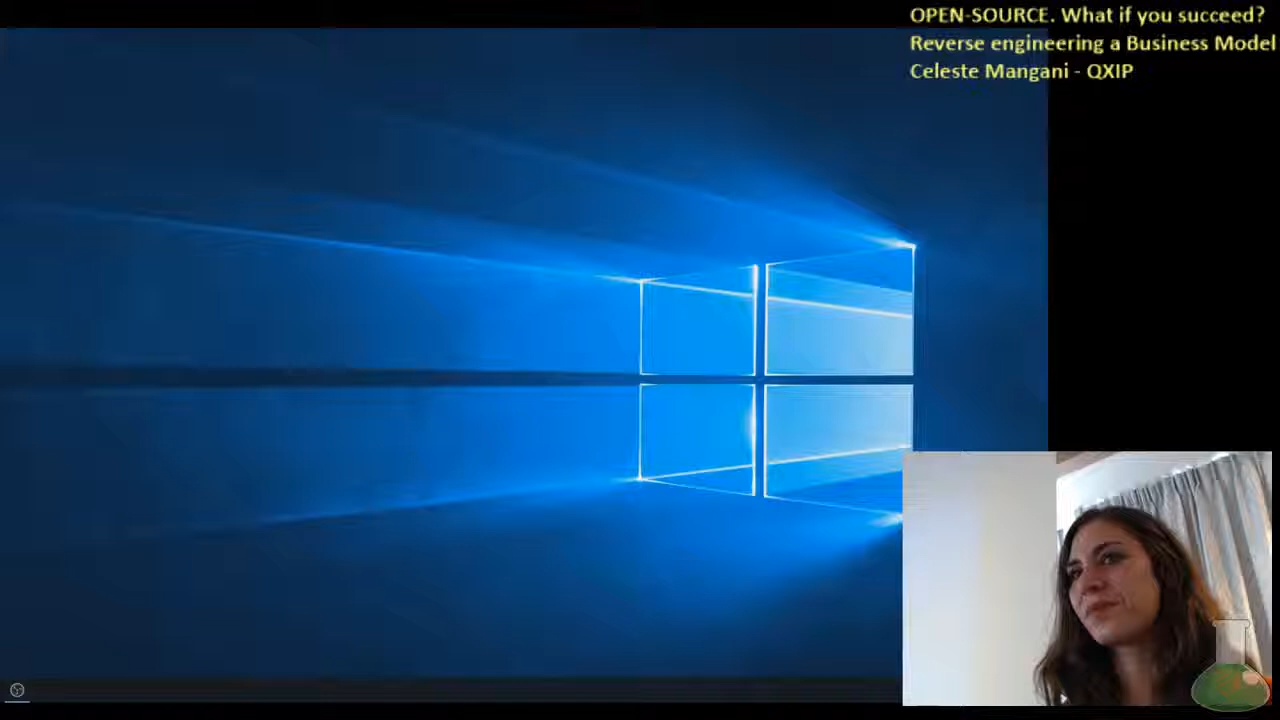 OPEN-SOURCE. What if you succeed?
Reverse engineering a Business Model
Celeste Mangani - QXIP